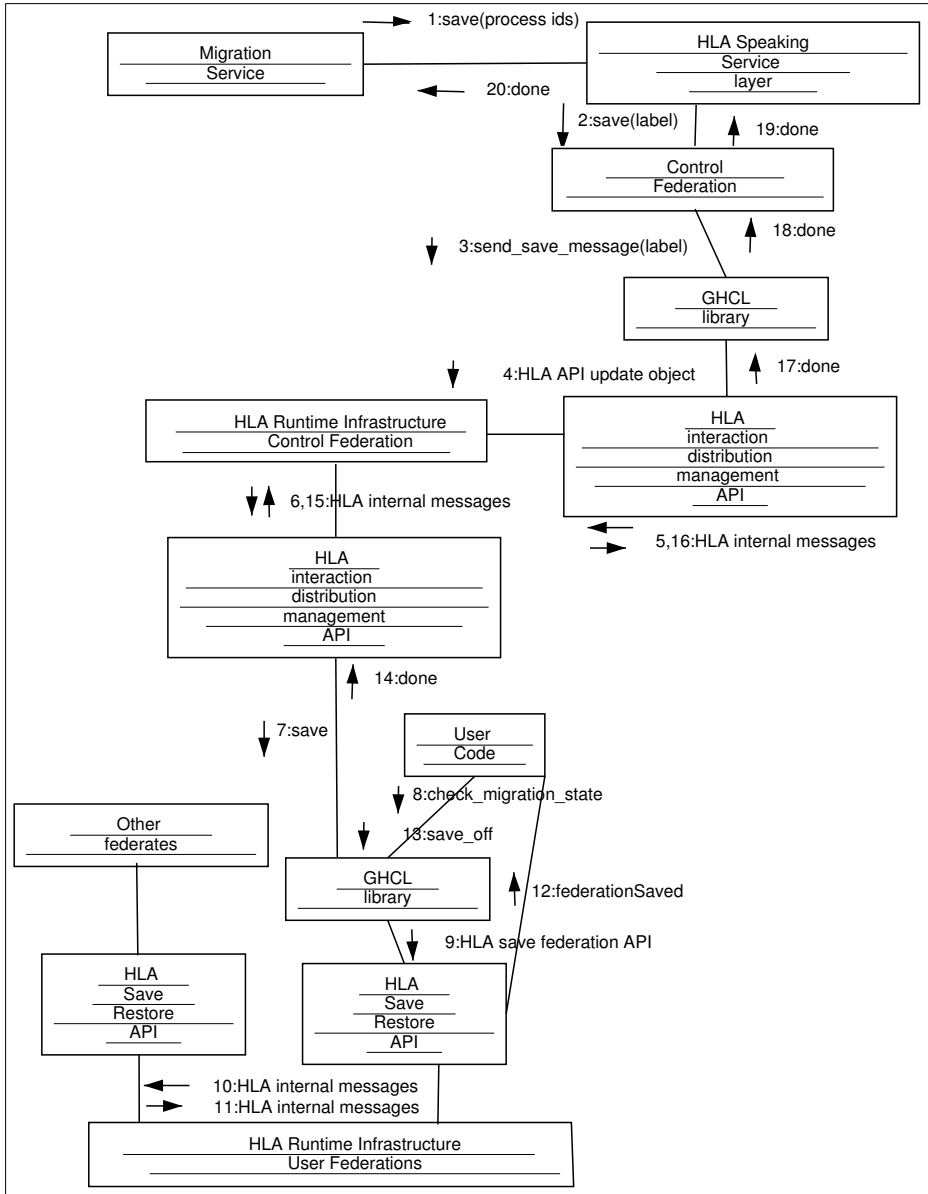 1:save(process ids)
Migration
Service
HLA Speaking
Service
layer
20:done
2:save(label)
19:done
Control
Federation
18:done
3:send_save_message(label)
GHCL
library
17:done
4:HLA API update object
HLA Runtime Infrastructure
Control Federation
HLA
interaction
distribution
management
API
6,15:HLA internal messages
5,16:HLA internal messages
HLA
interaction
distribution
management
API
14:done
7:save
User
Code
8:check_migration_state
Other
federates
13:save_off
GHCL
library
12:federationSaved
9:HLA save federation API
HLA
Save
Restore
API
HLA
Save
Restore
API
10:HLA internal messages
11:HLA internal messages
HLA Runtime Infrastructure
User Federations